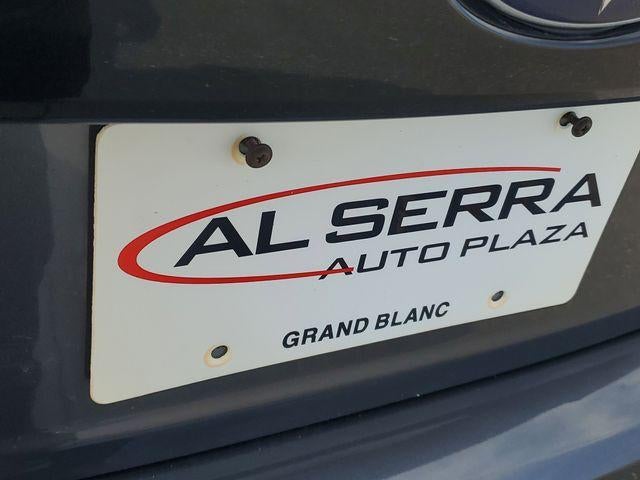 AL SERRA
AUTO PLAZA
GRAND BLANC